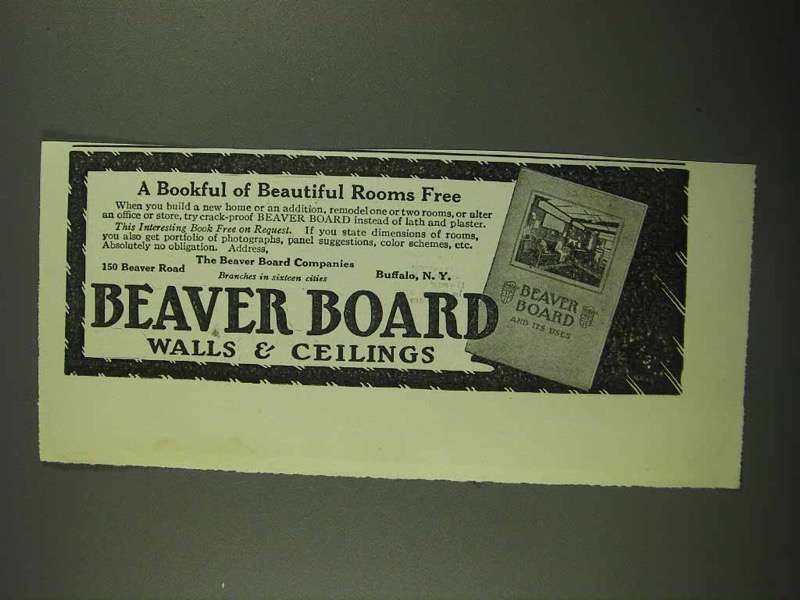 A Bookful of Beautiful Rooms Free
When you build a new home or an addition, remodel one or two rooms, or alter
an office or store, try crack-proof BEAVER BOARD instead of lath and plaster.
This Interesting Book Free on Request. If you state dimensions of rooms,
you also get portfolio of photographs, panel suggestions, color schemes, etc.
Absolutely no obligation. Address,
The Beaver Board Companies
150 Beaver Road
Branches in sixteen cities
Buffalo, N. Y.
BEAVER BOARD
WALLS & CEILINGS
BEAVER
BOARD
AND ITS USES